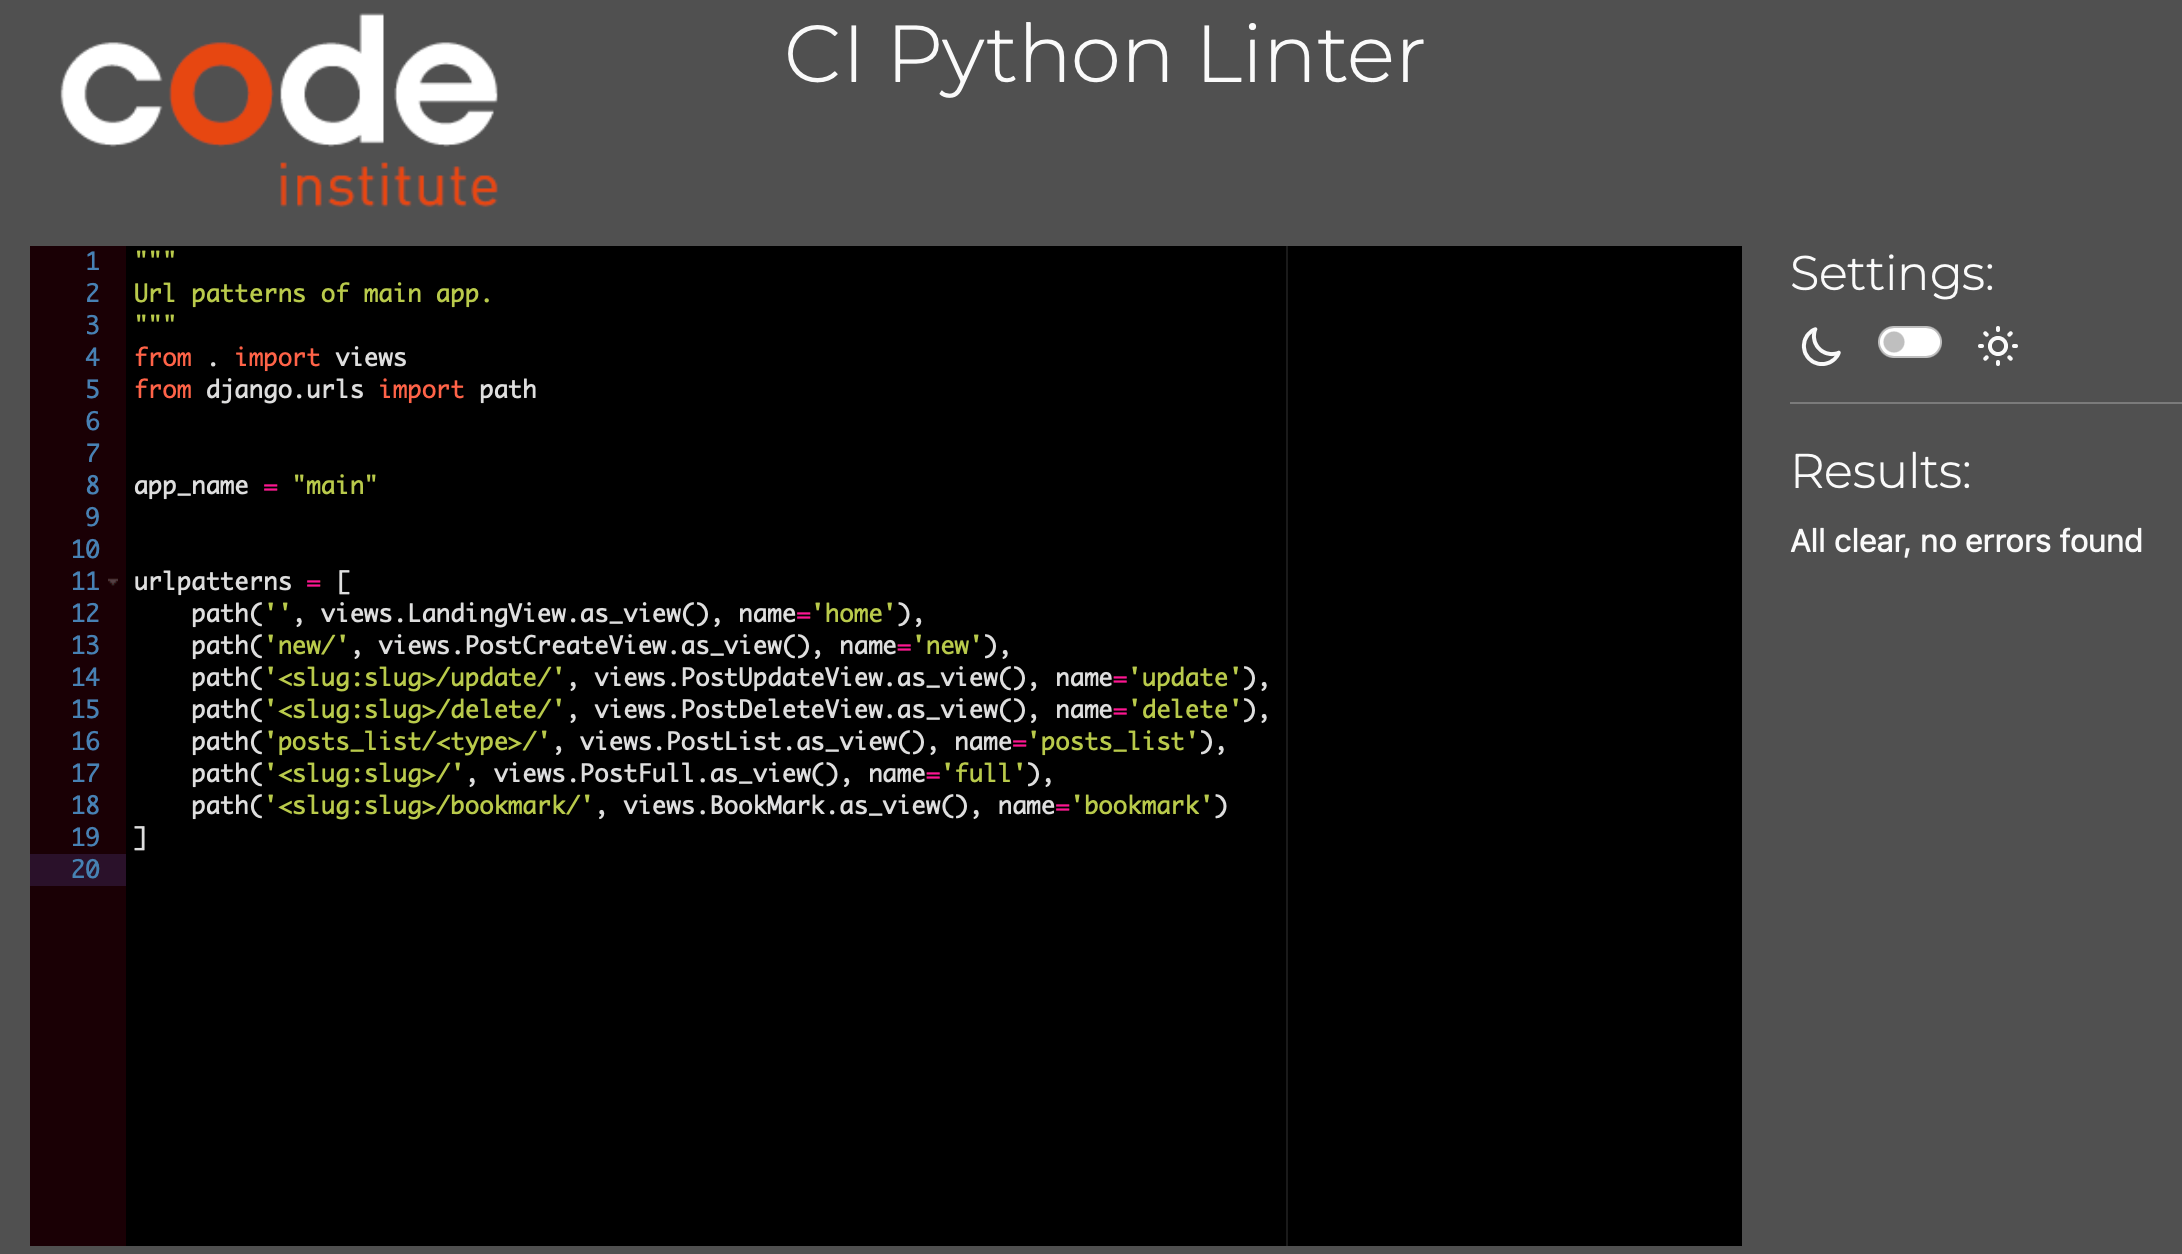 code
institute
CI Python Linter
1 """
2 Url patterns of main app.
3 """
4 from . import views
5 from django.urls import path
6
7
8 app_name = "main"
9
10
11 urlpatterns = [
12     path('', views.LandingView.as_view(), name='home'),
13     path('new/', views.PostCreateView.as_view(), name='new'),
14     path('<slug:slug>/update/', views.PostUpdateView.as_view(), name='update'),
15     path('<slug:slug>/delete/', views.PostDeleteView.as_view(), name='delete'),
16     path('posts_list/<type>/', views.PostList.as_view(), name='posts_list'),
17     path('<slug:slug>/', views.PostFull.as_view(), name='full'),
18     path('<slug:slug>/bookmark/', views.BookMark.as_view(), name='bookmark')
19 ]
20
Settings:
Results:
All clear, no errors found